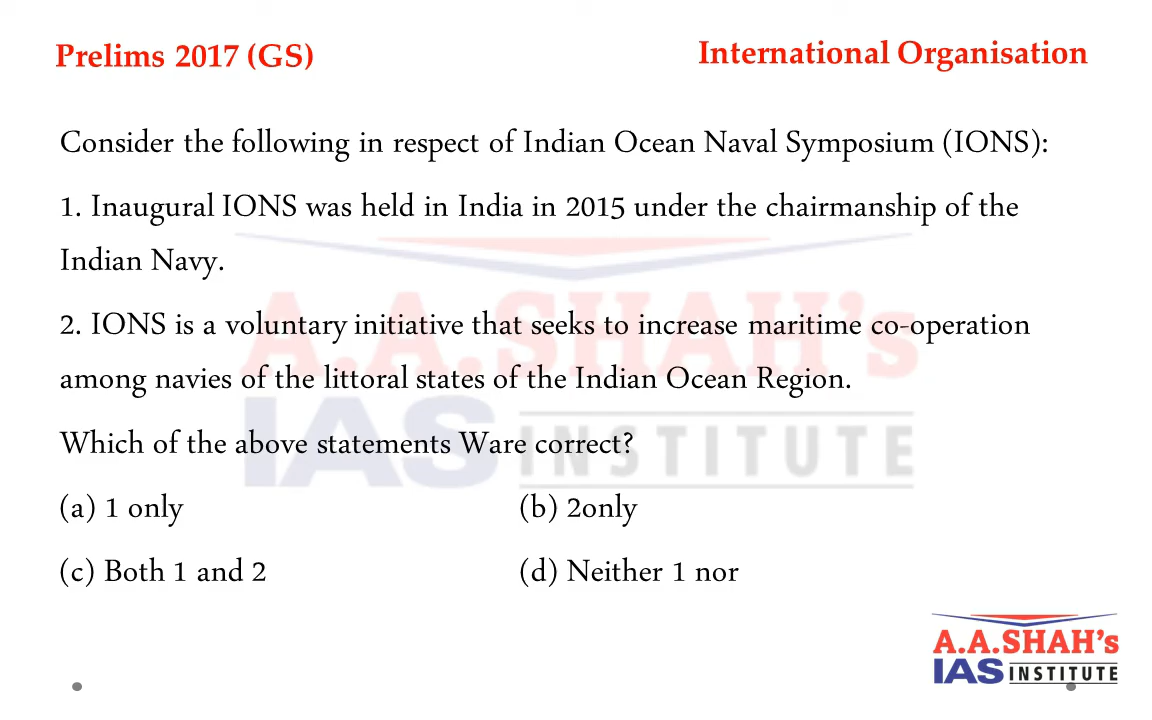 Prelims 2017 (GS)
International Organisation
Consider the following in respect of Indian Ocean Naval Symposium (IONS):
1. Inaugural IONS was held in India in 2015 under the chairmanship of the
Indian Navy.
2. IONS is a voluntary initiative that seeks to increase maritime co-operation
among navies of the littoral states of the Indian Ocean Region.
Which of the above statements Ware correct?
(a) 1 only
(b) 2only
(c) Both 1 and 2
(d) Neither 1 nor
A.A.SHAH's
IAS INSTITUTE
A.A.SHAH's
IAS INSTITUTE